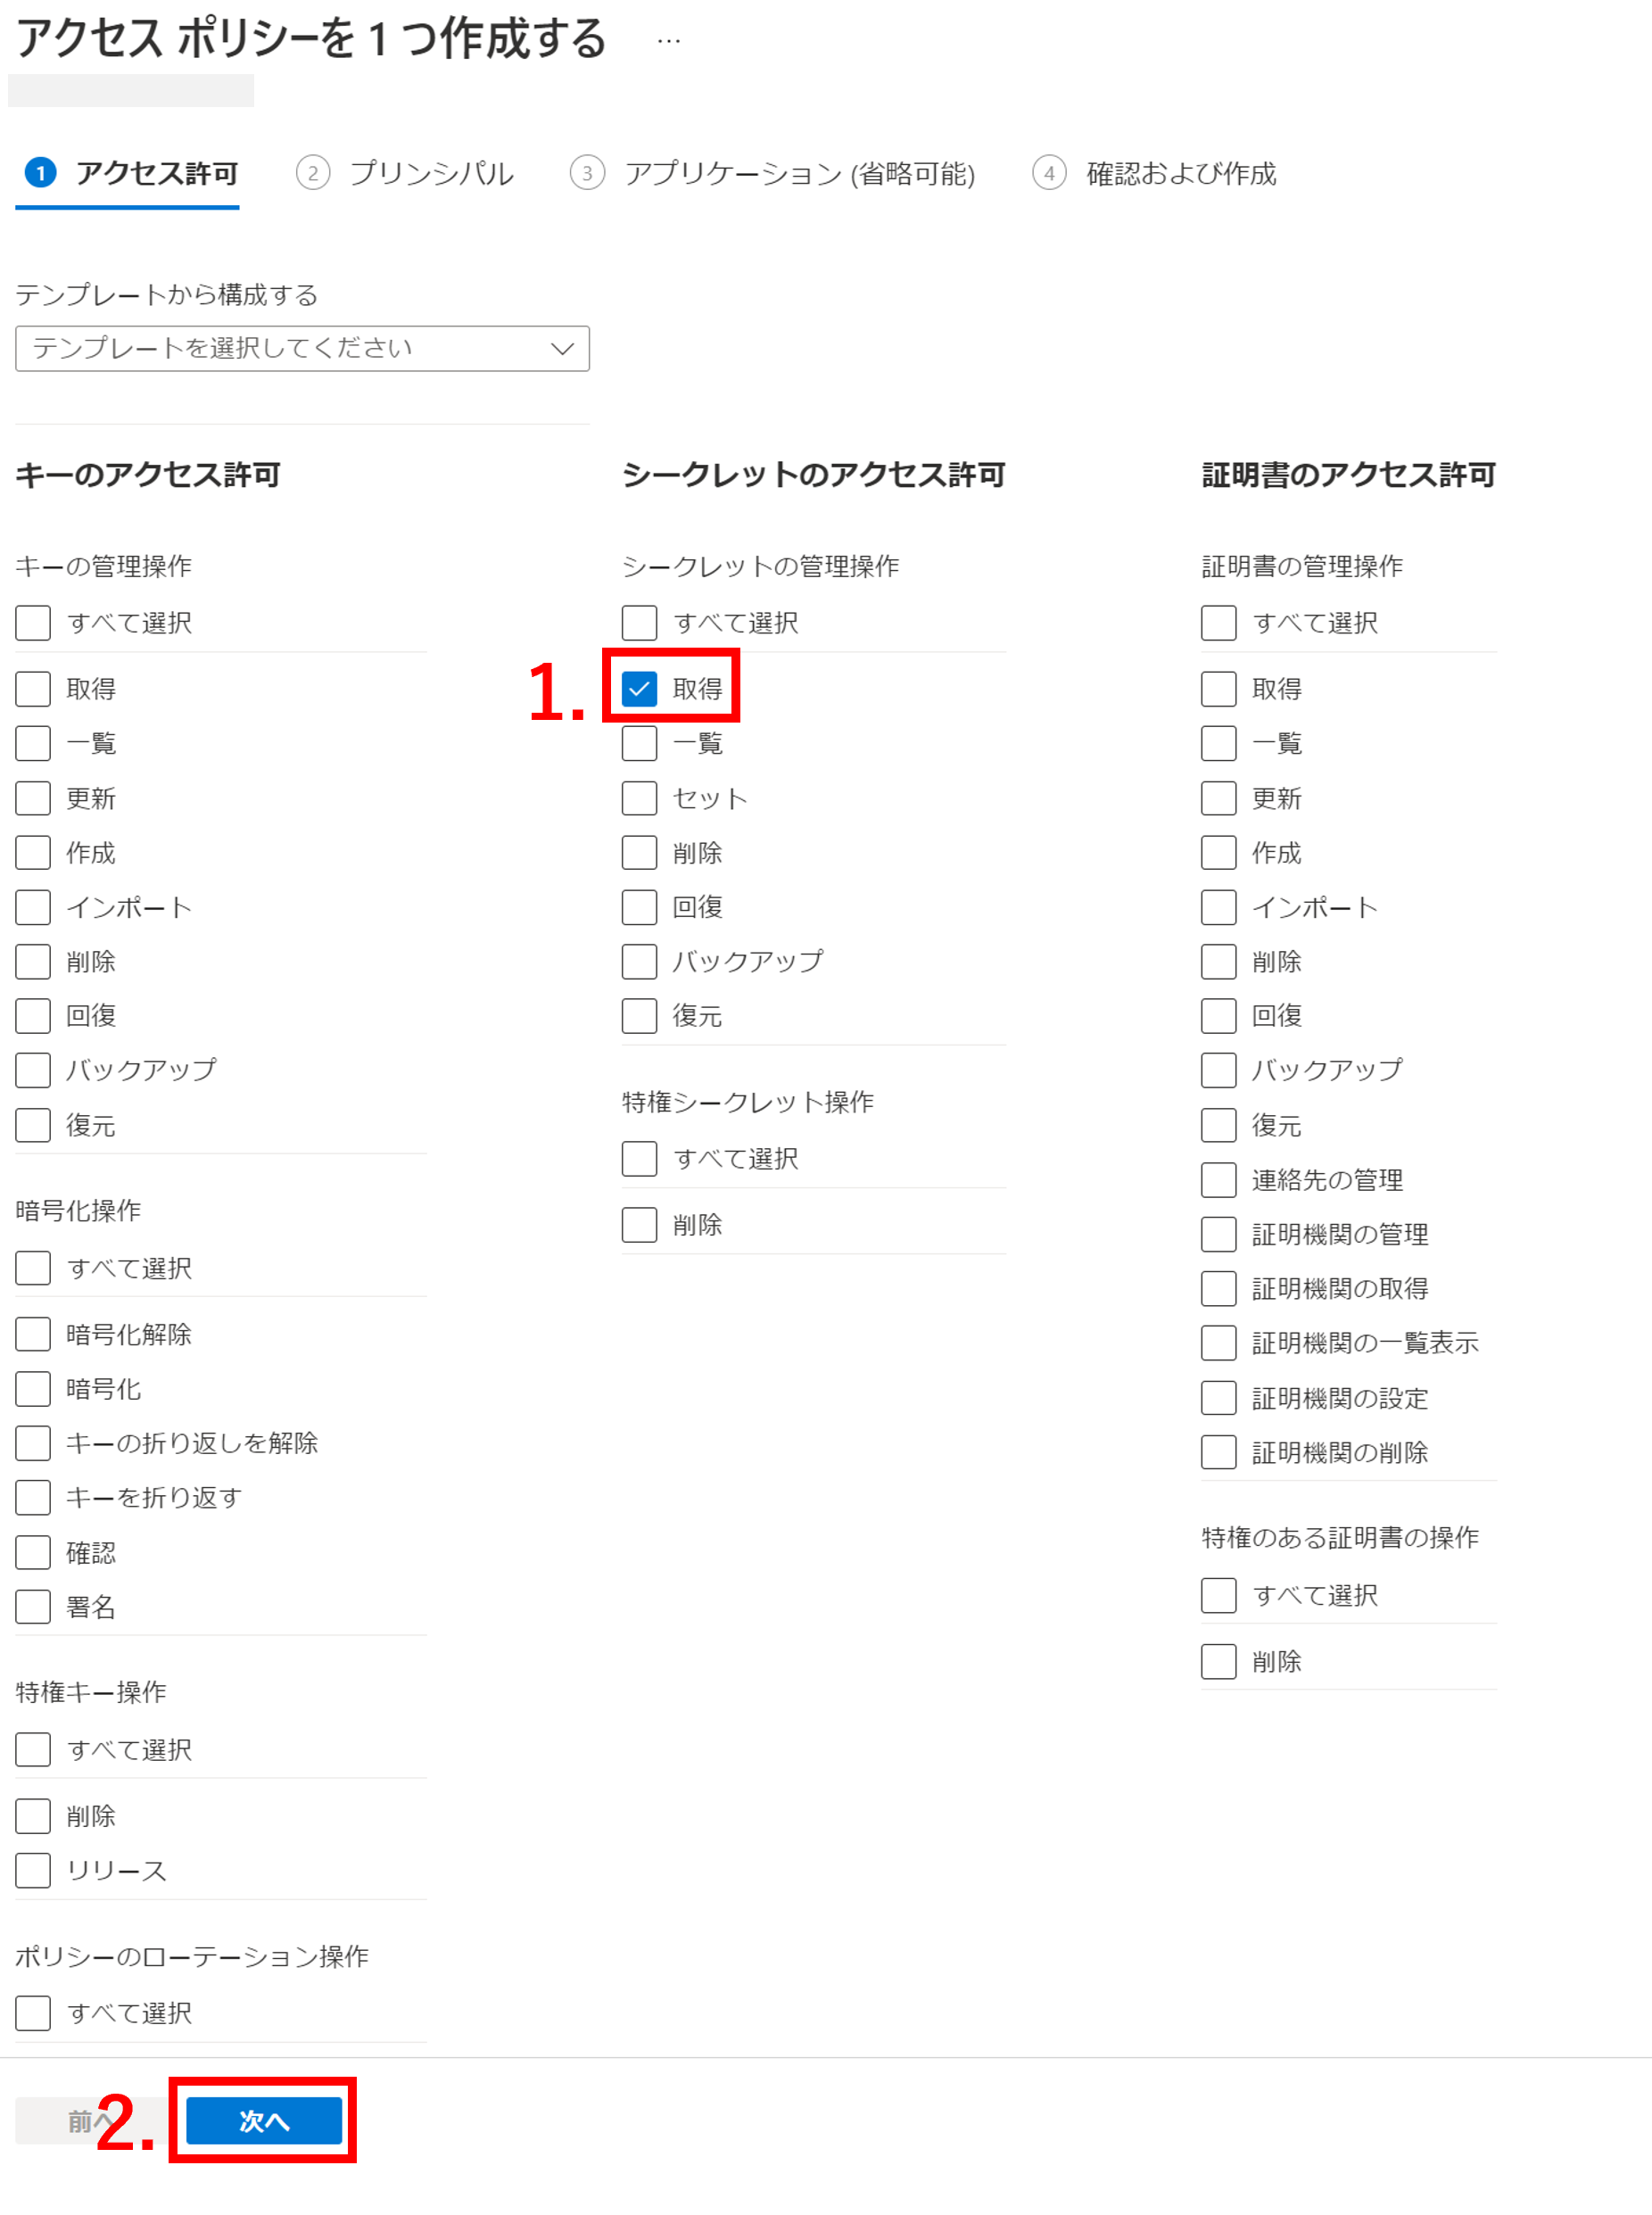 アクセス ポリシーを 1 つ作成する ...
1 アクセス許可 2 プリンシパル 3 アプリケーション (省略可能) 4 確認および作成
テンプレートから構成する
テンプレートを選択してください
キーのアクセス許可
キーの管理操作
すべて選択
取得
一覧
更新
作成
インポート
削除
回復
バックアップ
復元
暗号化操作
すべて選択
暗号化解除
暗号化
キーの折り返しを解除
キーを折り返す
確認
署名
特権キー操作
すべて選択
削除
リリース
ポリシーのローテーション操作
すべて選択
シークレットのアクセス許可
シークレットの管理操作
すべて選択
1. 取得
一覧
セット
削除
回復
バックアップ
復元
特権シークレット操作
すべて選択
削除
証明書のアクセス許可
証明書の管理操作
すべて選択
取得
一覧
更新
作成
インポート
削除
回復
バックアップ
復元
連絡先の管理
証明機関の管理
証明機関の取得
証明機関の一覧表示
証明機関の設定
証明機関の削除
特権のある証明書の操作
すべて選択
削除
前へ 2. 次へ